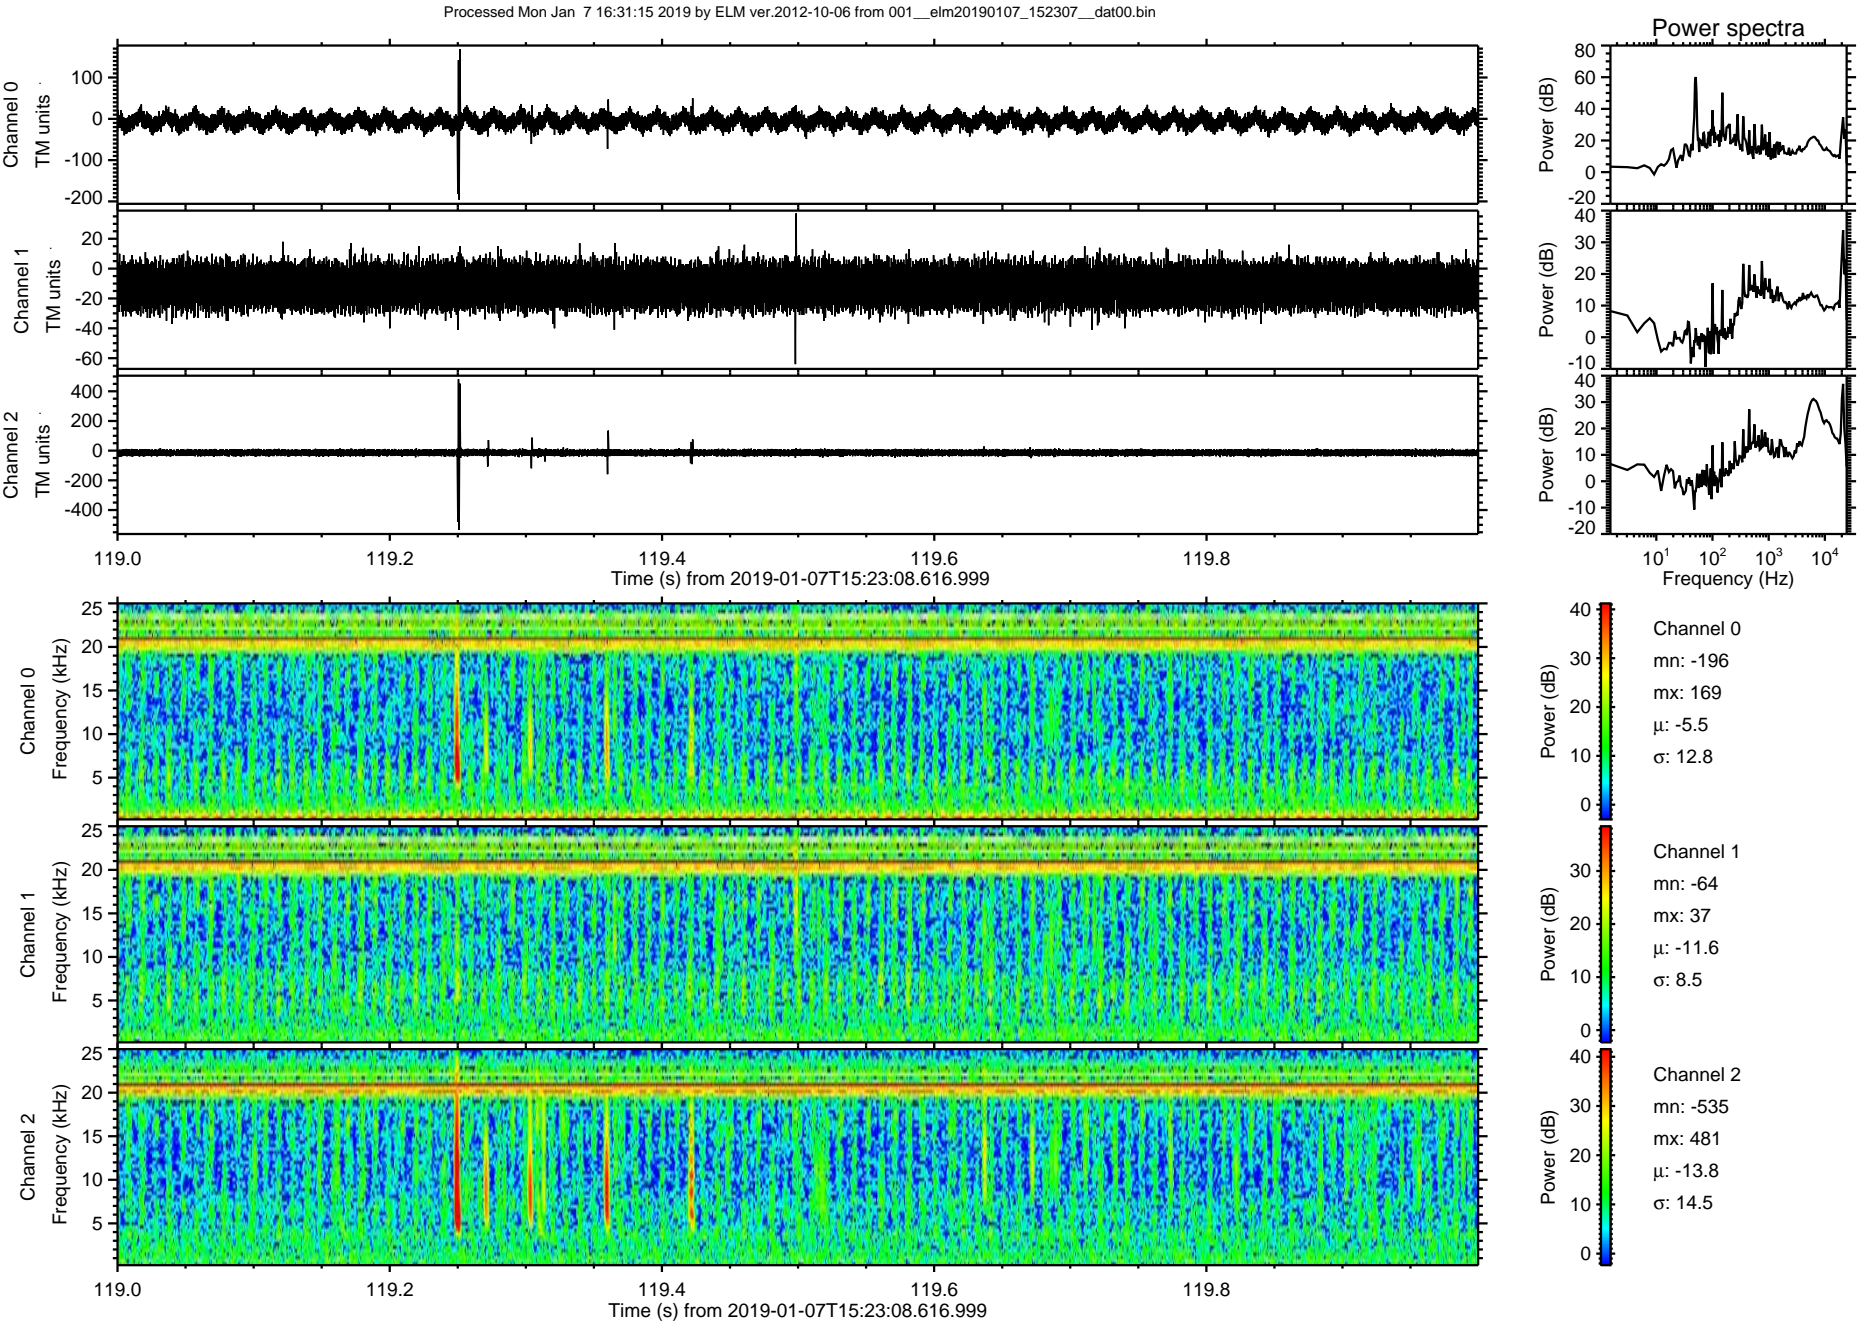 Processed Mon Jan  7 16:31:15 2019 by ELM ver.2012-10-06 from 001__elm20190107_152307__dat00.bin
Power spectra
Channel 0
TM units
100
0
-100
-200
Power (dB)
80
60
40
20
0
-20
Channel 1
TM units
20
0
-20
-40
-60
Power (dB)
40
30
20
10
0
-10
Channel 2
TM units
400
200
0
-200
-400
Power (dB)
40
30
20
10
0
-10
-20
119.0 119.2 119.4 119.6 119.8
Time (s) from 2019-01-07T15:23:08.616.999
10¹ 10² 10³ 10⁴
Frequency (Hz)
Channel 0
Frequency (kHz)
25
20
15
10
5
Power (dB)
40
30
20
10
0
Channel 0
mn: -196
mx: 169
μ: -5.5
σ: 12.8
Channel 1
Frequency (kHz)
25
20
15
10
5
Power (dB)
30
20
10
0
Channel 1
mn: -64
mx: 37
μ: -11.6
σ: 8.5
Channel 2
Frequency (kHz)
25
20
15
10
5
Power (dB)
40
30
20
10
0
Channel 2
mn: -535
mx: 481
μ: -13.8
σ: 14.5
119.0 119.2 119.4 119.6 119.8
Time (s) from 2019-01-07T15:23:08.616.999